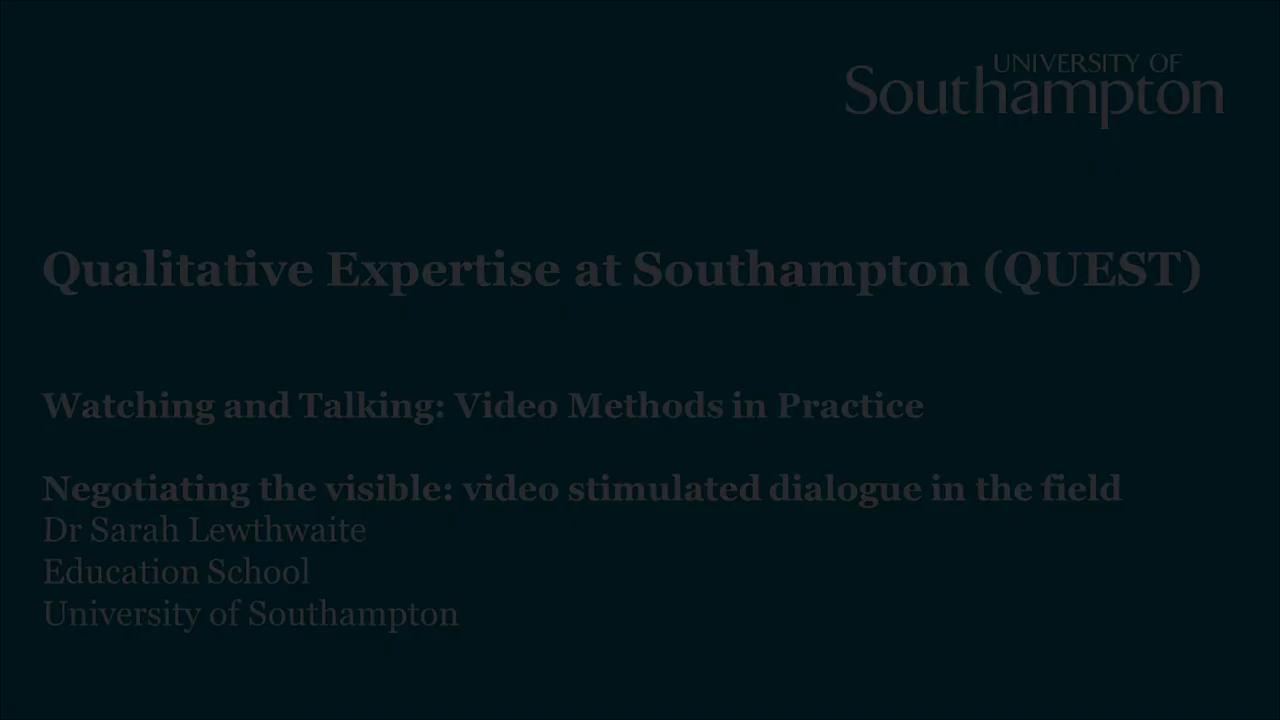 UNIVERSITY OF
Southampton
Qualitative Expertise at Southampton (QUEST)
Watching and Talking: Video Methods in Practice
Negotiating the visible: video stimulated dialogue in the field
Dr Sarah Lewthwaite
Education School
University of Southampton